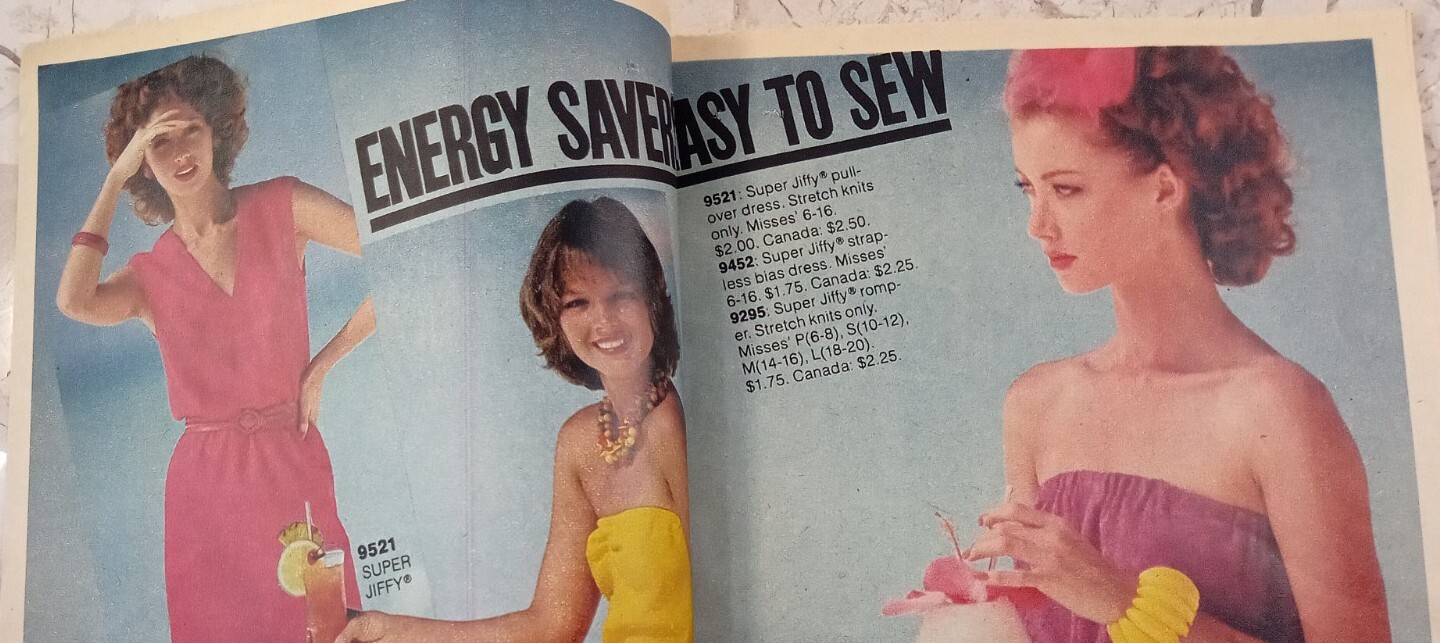 ENERGY SAVER
ASY TO SEW
9521: Super Jiffy® pull-
over dress. Stretch knits
only. Misses' 6-16.
$2.00. Canada: $2.50.
9452: Super Jiffy® strap-
less bias dress. Misses'
6-16. $1.75. Canada: $2.25.
9295: Super Jiffy® romp-
er. Stretch knits only.
Misses' P(6-8), S(10-12),
M(14-16), L(18-20).
$1.75. Canada: $2.25.
9521
SUPER
JIFFY®